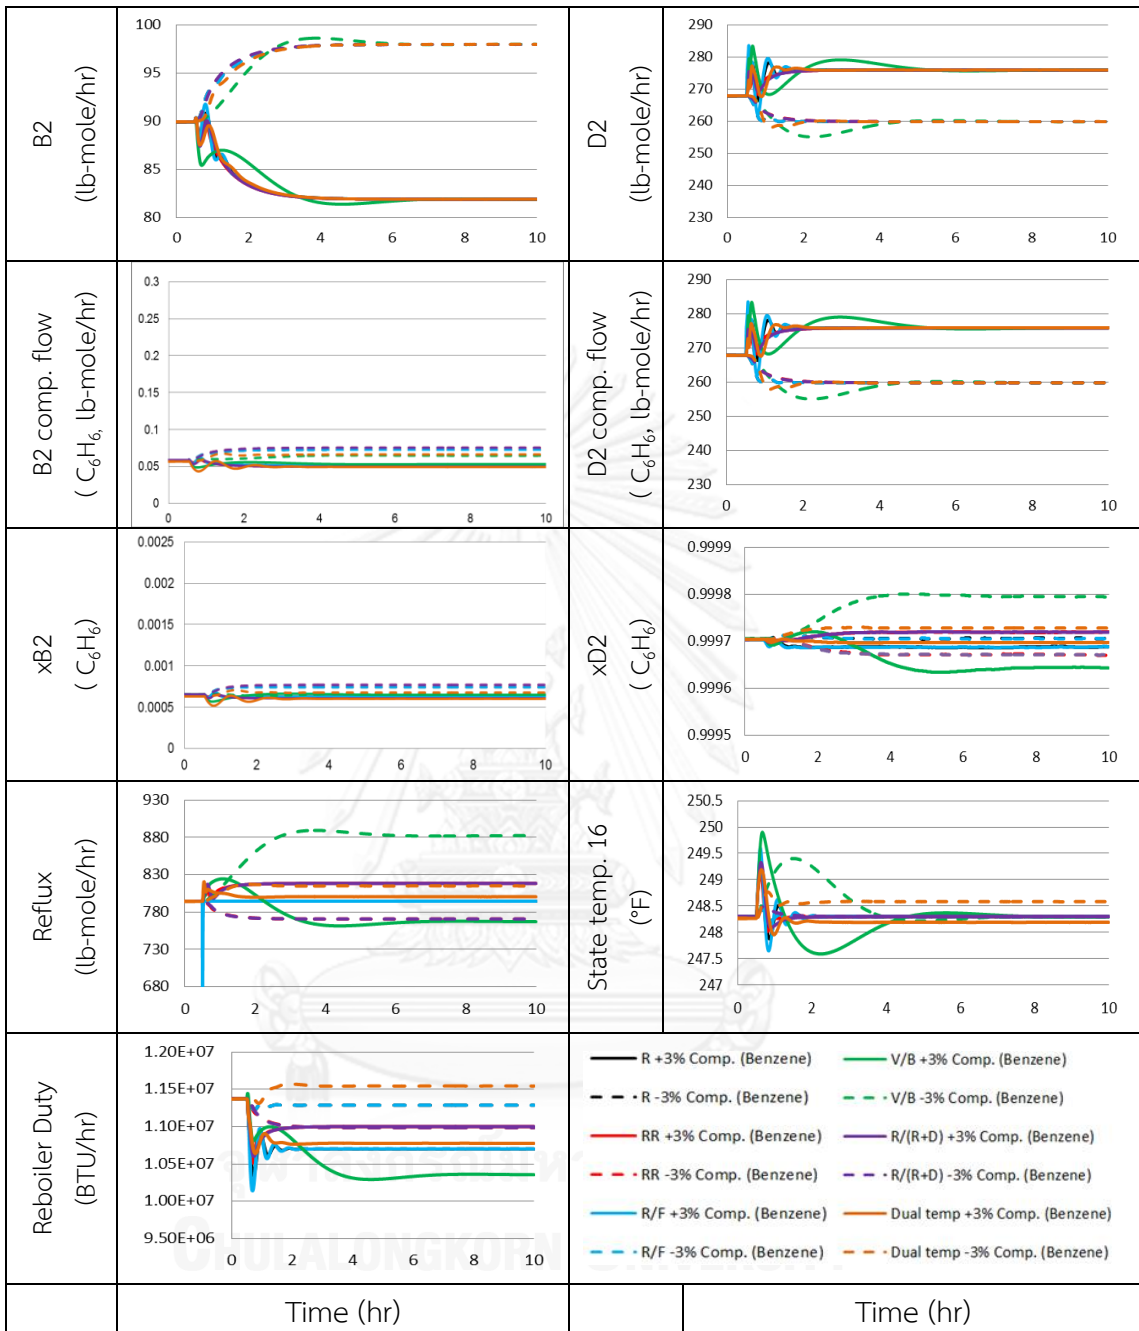 B2
(lb-mole/hr)
100
95
90
85
80
0 2 4 6 8 10
D2
(lb-mole/hr)
290
280
270
260
250
240
230
0 2 4 6 8 10
B2 comp. flow
( C₆H₆, lb-mole/hr)
0.3
0.25
0.2
0.15
0.1
0.05
0
0 2 4 6 8 10
D2 comp. flow
( C₆H₆, lb-mole/hr)
290
280
270
260
250
240
230
0 2 4 6 8 10
xB2
( C₆H₆)
0.0025
0.002
0.0015
0.001
0.0005
0
0 2 4 6 8 10
xD2
( C₆H₆)
0.9999
0.9998
0.9997
0.9996
0.9995
0 2 4 6 8 10
Reflux
(lb-mole/hr)
930
880
830
780
730
680
0 2 4 6 8 10
State temp. 16
(°F)
250.5
250
249.5
249
248.5
248
247.5
247
0 2 4 6 8 10
Reboiler Duty
(BTU/hr)
1.20E+07
1.15E+07
1.10E+07
1.05E+07
1.00E+07
9.50E+06
0 2 4 6 8 10
R +3% Comp. (Benzene)
V/B +3% Comp. (Benzene)
R -3% Comp. (Benzene)
V/B -3% Comp. (Benzene)
RR +3% Comp. (Benzene)
R/(R+D) +3% Comp. (Benzene)
RR -3% Comp. (Benzene)
R/(R+D) -3% Comp. (Benzene)
R/F +3% Comp. (Benzene)
Dual temp +3% Comp. (Benzene)
R/F -3% Comp. (Benzene)
Dual temp -3% Comp. (Benzene)
CHULALONGKORN UNIVERSITY
Time (hr)
Time (hr)